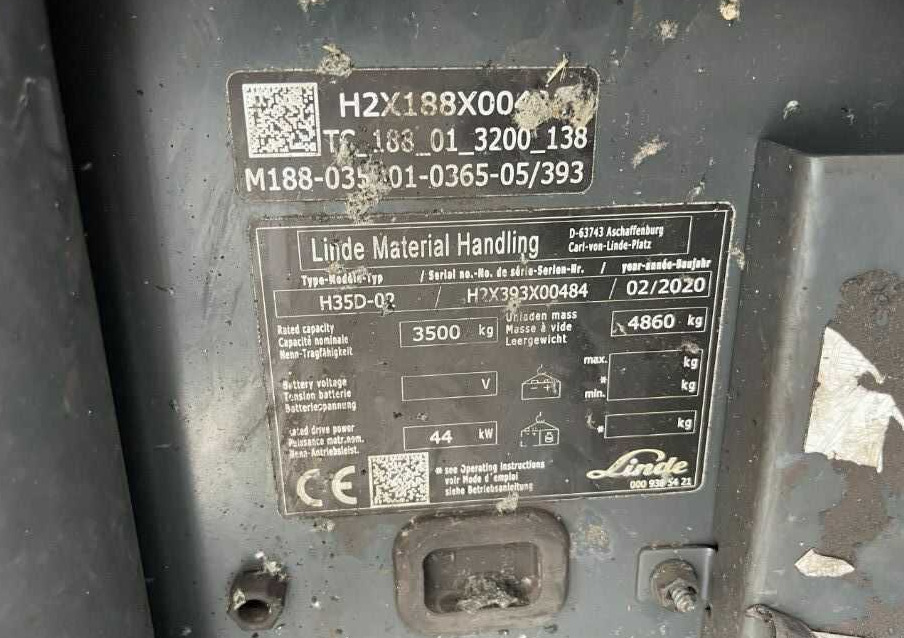 H2X188X004
188_01_3200_138
01-0365-05/393
Linde Material Handling
D-63743 Aschaffenburg
Carl-von-Linde-Platz
Type-Modèle-Typ / Serial no.-No. de série-Serien-Nr. / year-année-Baujahr
H35D-02 / H2X393X00484 / 02/2020
Rated capacity
Capacité nominale
Nenn-Tragfähigkeit
3500 kg
Unladen mass
Masse à vide
Leergewicht
4860 kg
Battery voltage
Tension batterie
Batteriespannung
V
max. kg
*
min. kg
Rated drive power
Puissance mot.nom.
Nenn-Antriebsleist.
44 kW
* kg
CE
* see Operating Instructions
voir Mode d'emploi
siehe Betriebsanleitung
Linde
000 938 54 21